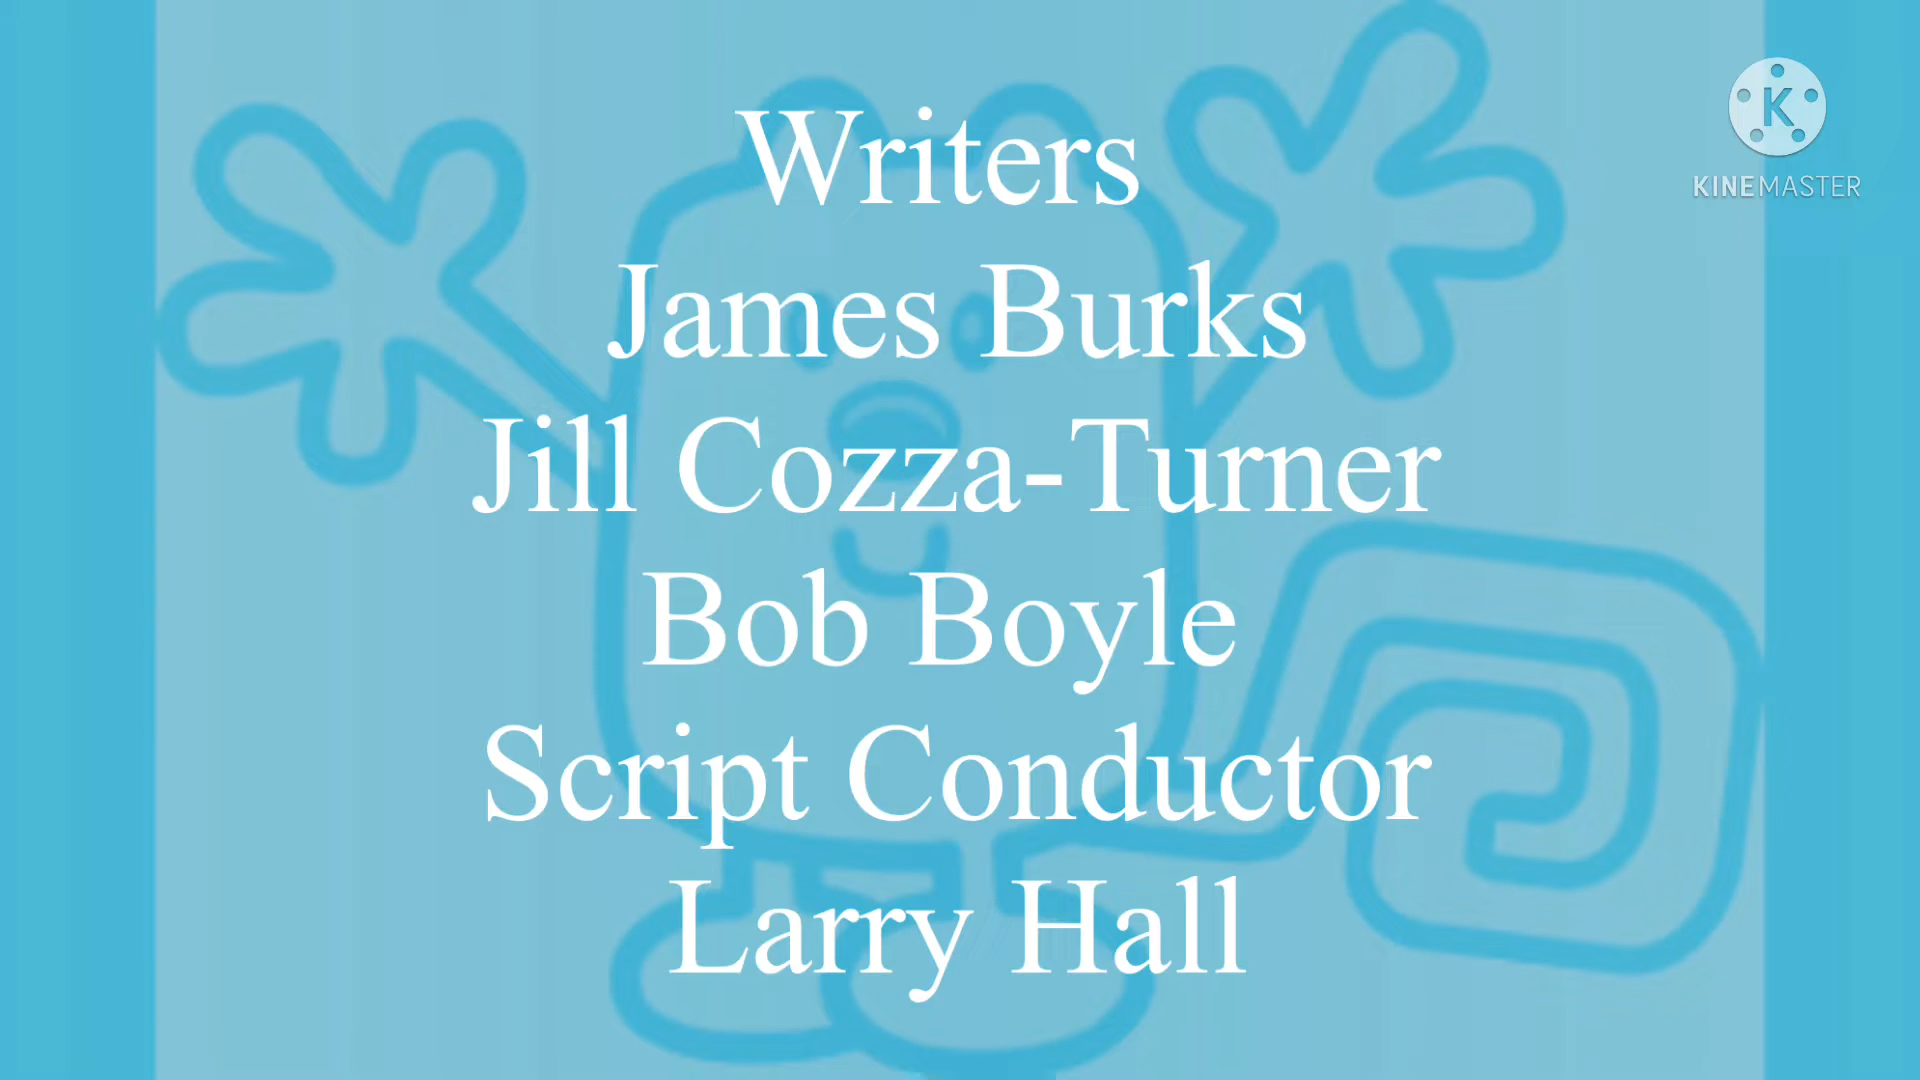 Writers
James Burks
Jill Cozza-Turner
Bob Boyle
Script Conductor
Larry Hall
K
KINEMASTER